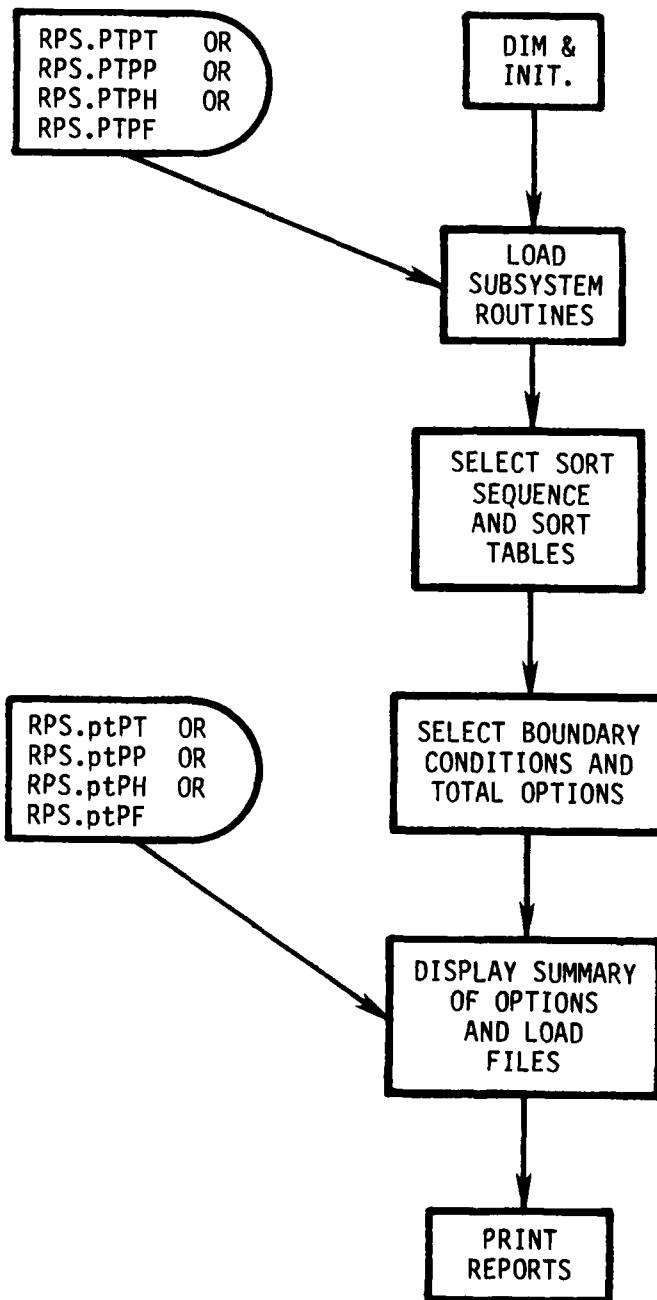 RPS.PTPT OR
RPS.PTPP OR
RPS.PTPH OR
RPS.PTPF
DIM &
INIT.
LOAD
SUBSYSTEM
ROUTINES
SELECT SORT
SEQUENCE
AND SORT
TABLES
RPS.ptPT OR
RPS.ptPP OR
RPS.ptPH OR
RPS.ptPF
SELECT BOUNDARY
CONDITIONS AND
TOTAL OPTIONS
DISPLAY SUMMARY
OF OPTIONS
AND LOAD
FILES
PRINT
REPORTS